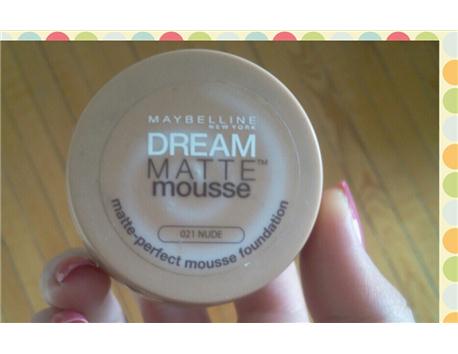 MAYBELLINE
NEW YORK
DREAM
MATTE™
mousse
matte-perfect mousse foundation
021 NUDE